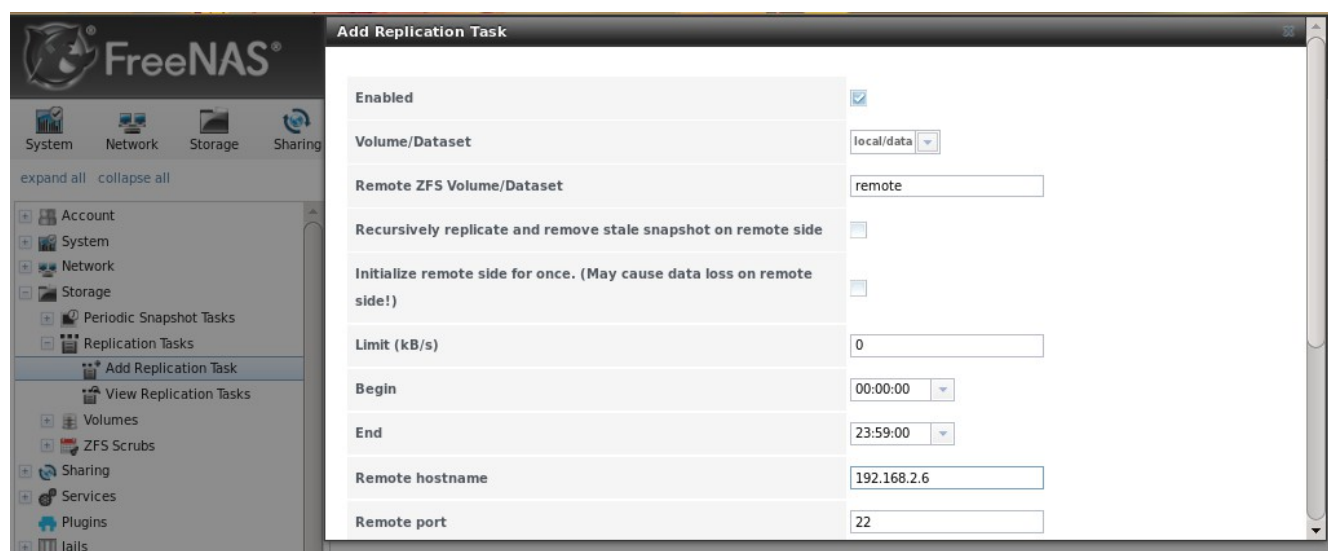 FreeNAS®
System Network Storage Sharing
expand all collapse all
Account
System
Network
Storage
Periodic Snapshot Tasks
Replication Tasks
Add Replication Task
View Replication Tasks
Volumes
ZFS Scrubs
Sharing
Services
Plugins
Jails
Add Replication Task
Enabled
Volume/Dataset local/data
Remote ZFS Volume/Dataset remote
Recursively replicate and remove stale snapshot on remote side
Initialize remote side for once. (May cause data loss on remote
side!)
Limit (kB/s) 0
Begin 00:00:00
End 23:59:00
Remote hostname 192.168.2.6
Remote port 22